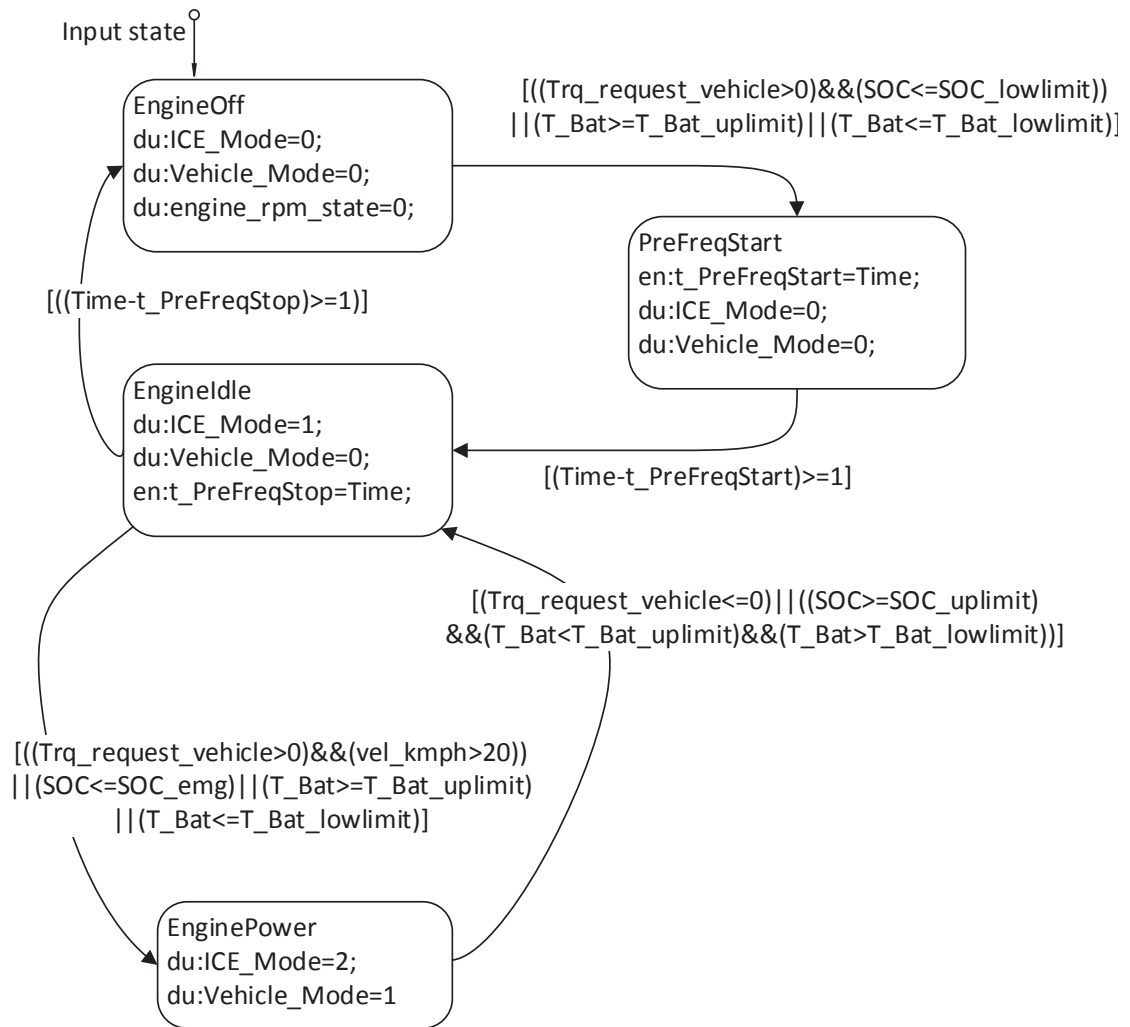 Input state
EngineOff
du:ICE_Mode=0;
du:Vehicle_Mode=0;
du:engine_rpm_state=0;
[((Trq_request_vehicle>0)&&(SOC<=SOC_lowlimit))
||(T_Bat>=T_Bat_uplimit)||(T_Bat<=T_Bat_lowlimit)]
PreFreqStart
en:t_PreFreqStart=Time;
du:ICE_Mode=0;
du:Vehicle_Mode=0;
[((Time-t_PreFreqStop)>=1)]
EngineIdle
du:ICE_Mode=1;
du:Vehicle_Mode=0;
en:t_PreFreqStop=Time;
[(Time-t_PreFreqStart)>=1]
[(Trq_request_vehicle<=0)||((SOC>=SOC_uplimit)
&&(T_Bat<T_Bat_uplimit)&&(T_Bat>T_Bat_lowlimit))]
[((Trq_request_vehicle>0)&&(vel_kmph>20))
||(SOC<=SOC_emg)||(T_Bat>=T_Bat_uplimit)
||(T_Bat<=T_Bat_lowlimit)]
EnginePower
du:ICE_Mode=2;
du:Vehicle_Mode=1